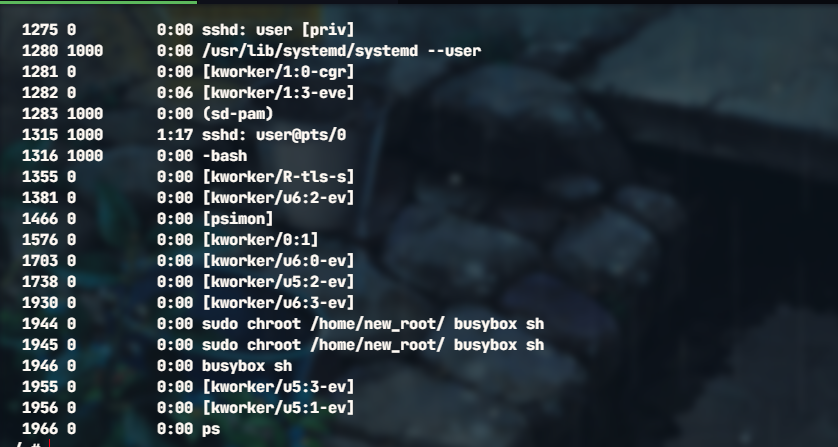 1275 0 0:00 sshd: user [priv]
1280 1000 0:00 /usr/lib/systemd/systemd --user
1281 0 0:00 [kworker/1:0-cgr]
1282 0 0:06 [kworker/1:3-eve]
1283 1000 0:00 (sd-pam)
1315 1000 1:17 sshd: user@pts/0
1316 1000 0:00 -bash
1355 0 0:00 [kworker/R-tls-s]
1381 0 0:00 [kworker/u6:2-ev]
1466 0 0:00 [psimon]
1576 0 0:00 [kworker/0:1]
1703 0 0:00 [kworker/u6:0-ev]
1738 0 0:00 [kworker/u5:2-ev]
1930 0 0:00 [kworker/u6:3-ev]
1944 0 0:00 sudo chroot /home/new_root/ busybox sh
1945 0 0:00 sudo chroot /home/new_root/ busybox sh
1946 0 0:00 busybox sh
1955 0 0:00 [kworker/u5:3-ev]
1956 0 0:00 [kworker/u5:1-ev]
1966 0 0:00 ps
/ #